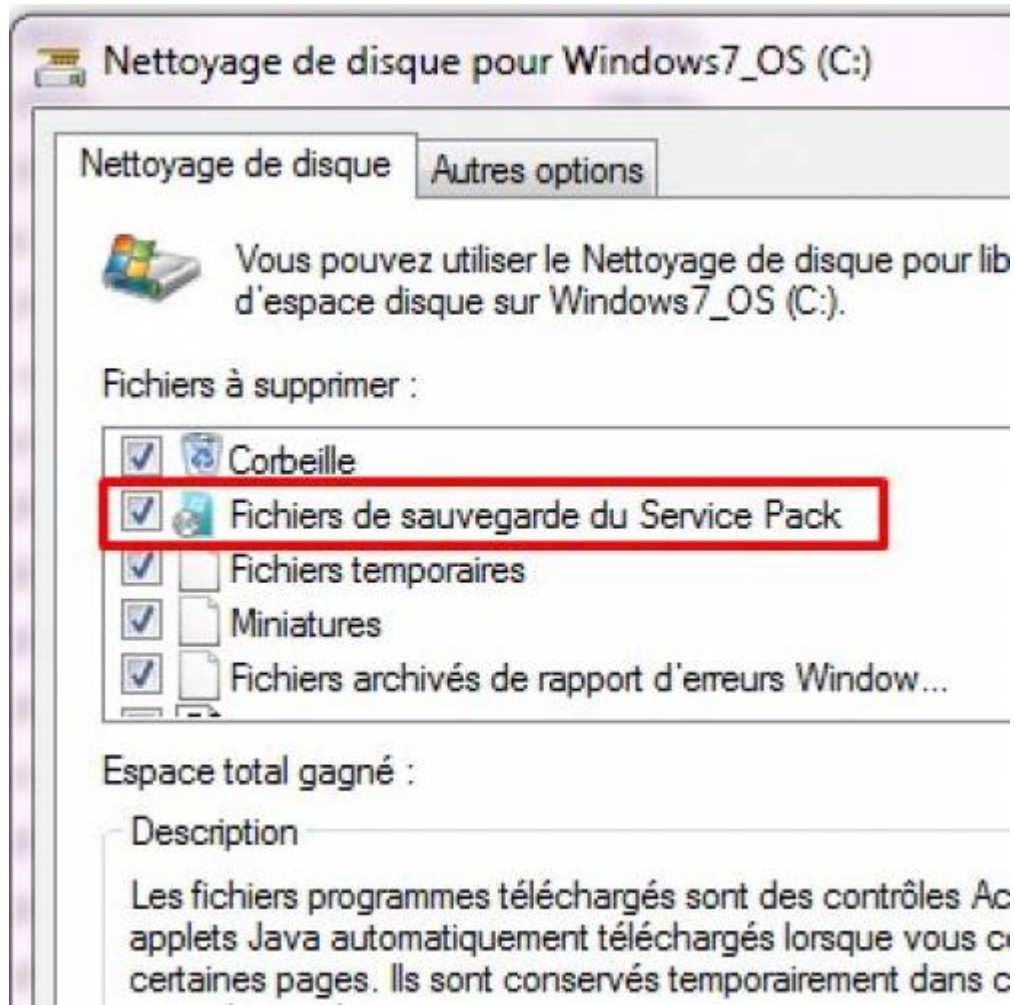 Nettoyage de disque pour Windows7_OS (C:)
Nettoyage de disque
Autres options
Vous pouvez utiliser le Nettoyage de disque pour lib
d'espace disque sur Windows7_OS (C:).
Fichiers à supprimer :
Corbeille
Fichiers de sauvegarde du Service Pack
Fichiers temporaires
Miniatures
Fichiers archivés de rapport d'erreurs Window...
Espace total gagné :
Description
Les fichiers programmes téléchargés sont des contrôles Ac
applets Java automatiquement téléchargés lorsque vous c
certaines pages. Ils sont conservés temporairement dans c